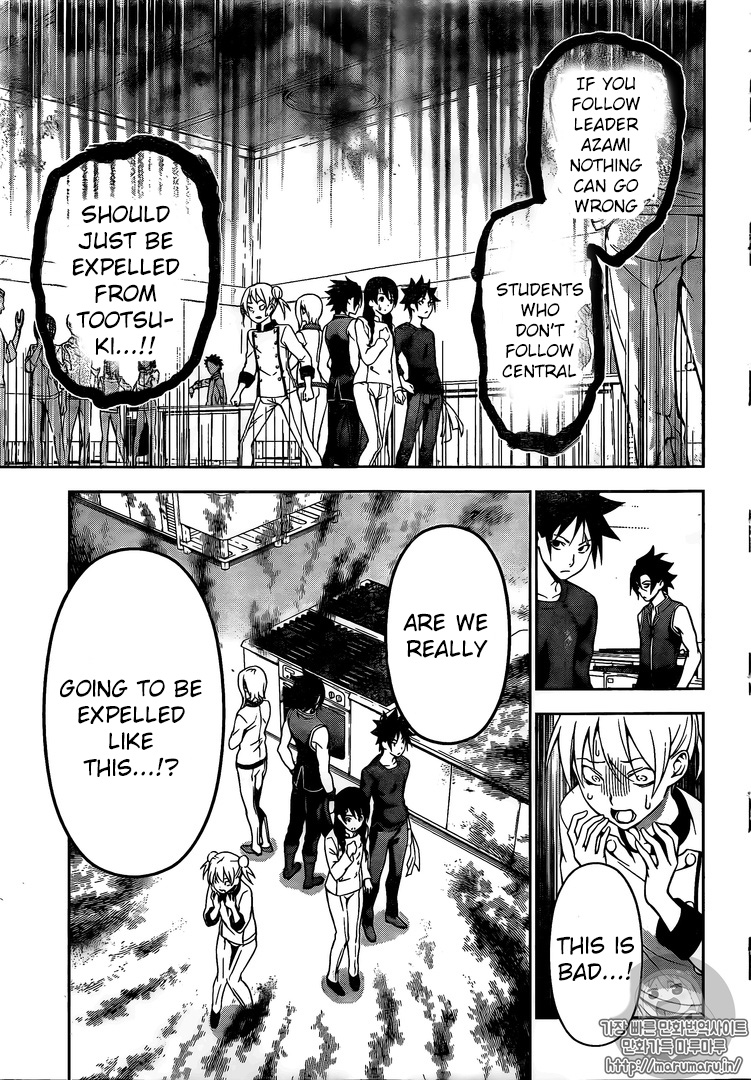 IF YOU
FOLLOW
LEADER
AZAMI
NOTHING
CAN GO
WRONG
STUDENTS
WHO
DON'T
FOLLOW
CENTRAL
SHOULD
JUST BE
EXPELLED
FROM
TOOTSU-
KI...!!
ARE WE
REALLY
GOING TO BE
EXPELLED
LIKE
THIS...!?
THIS IS
BAD...!
가장 빠른 만화번역사이트
만화가득 마루마루
http://marumaru.in/